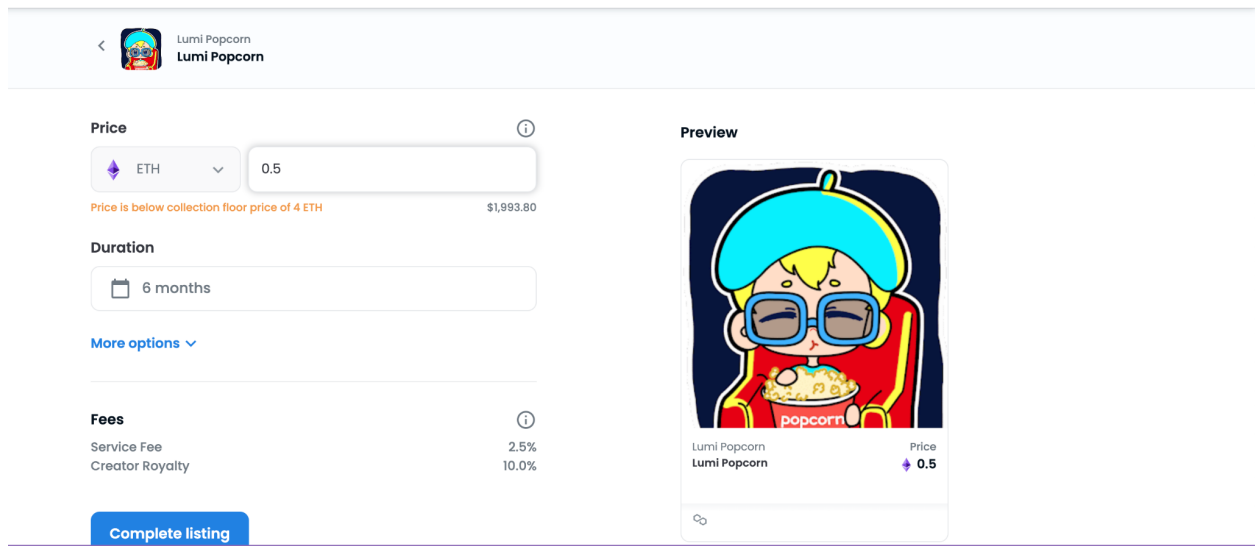 Lumi Popcorn
Lumi Popcorn
Price
ETH
0.5
Price is below collection floor price of 4 ETH
$1,993.80
Duration
6 months
More options
Fees
Service Fee 2.5%
Creator Royalty 10.0%
Complete listing
Preview
popcorn
Lumi Popcorn Price
Lumi Popcorn 0.5